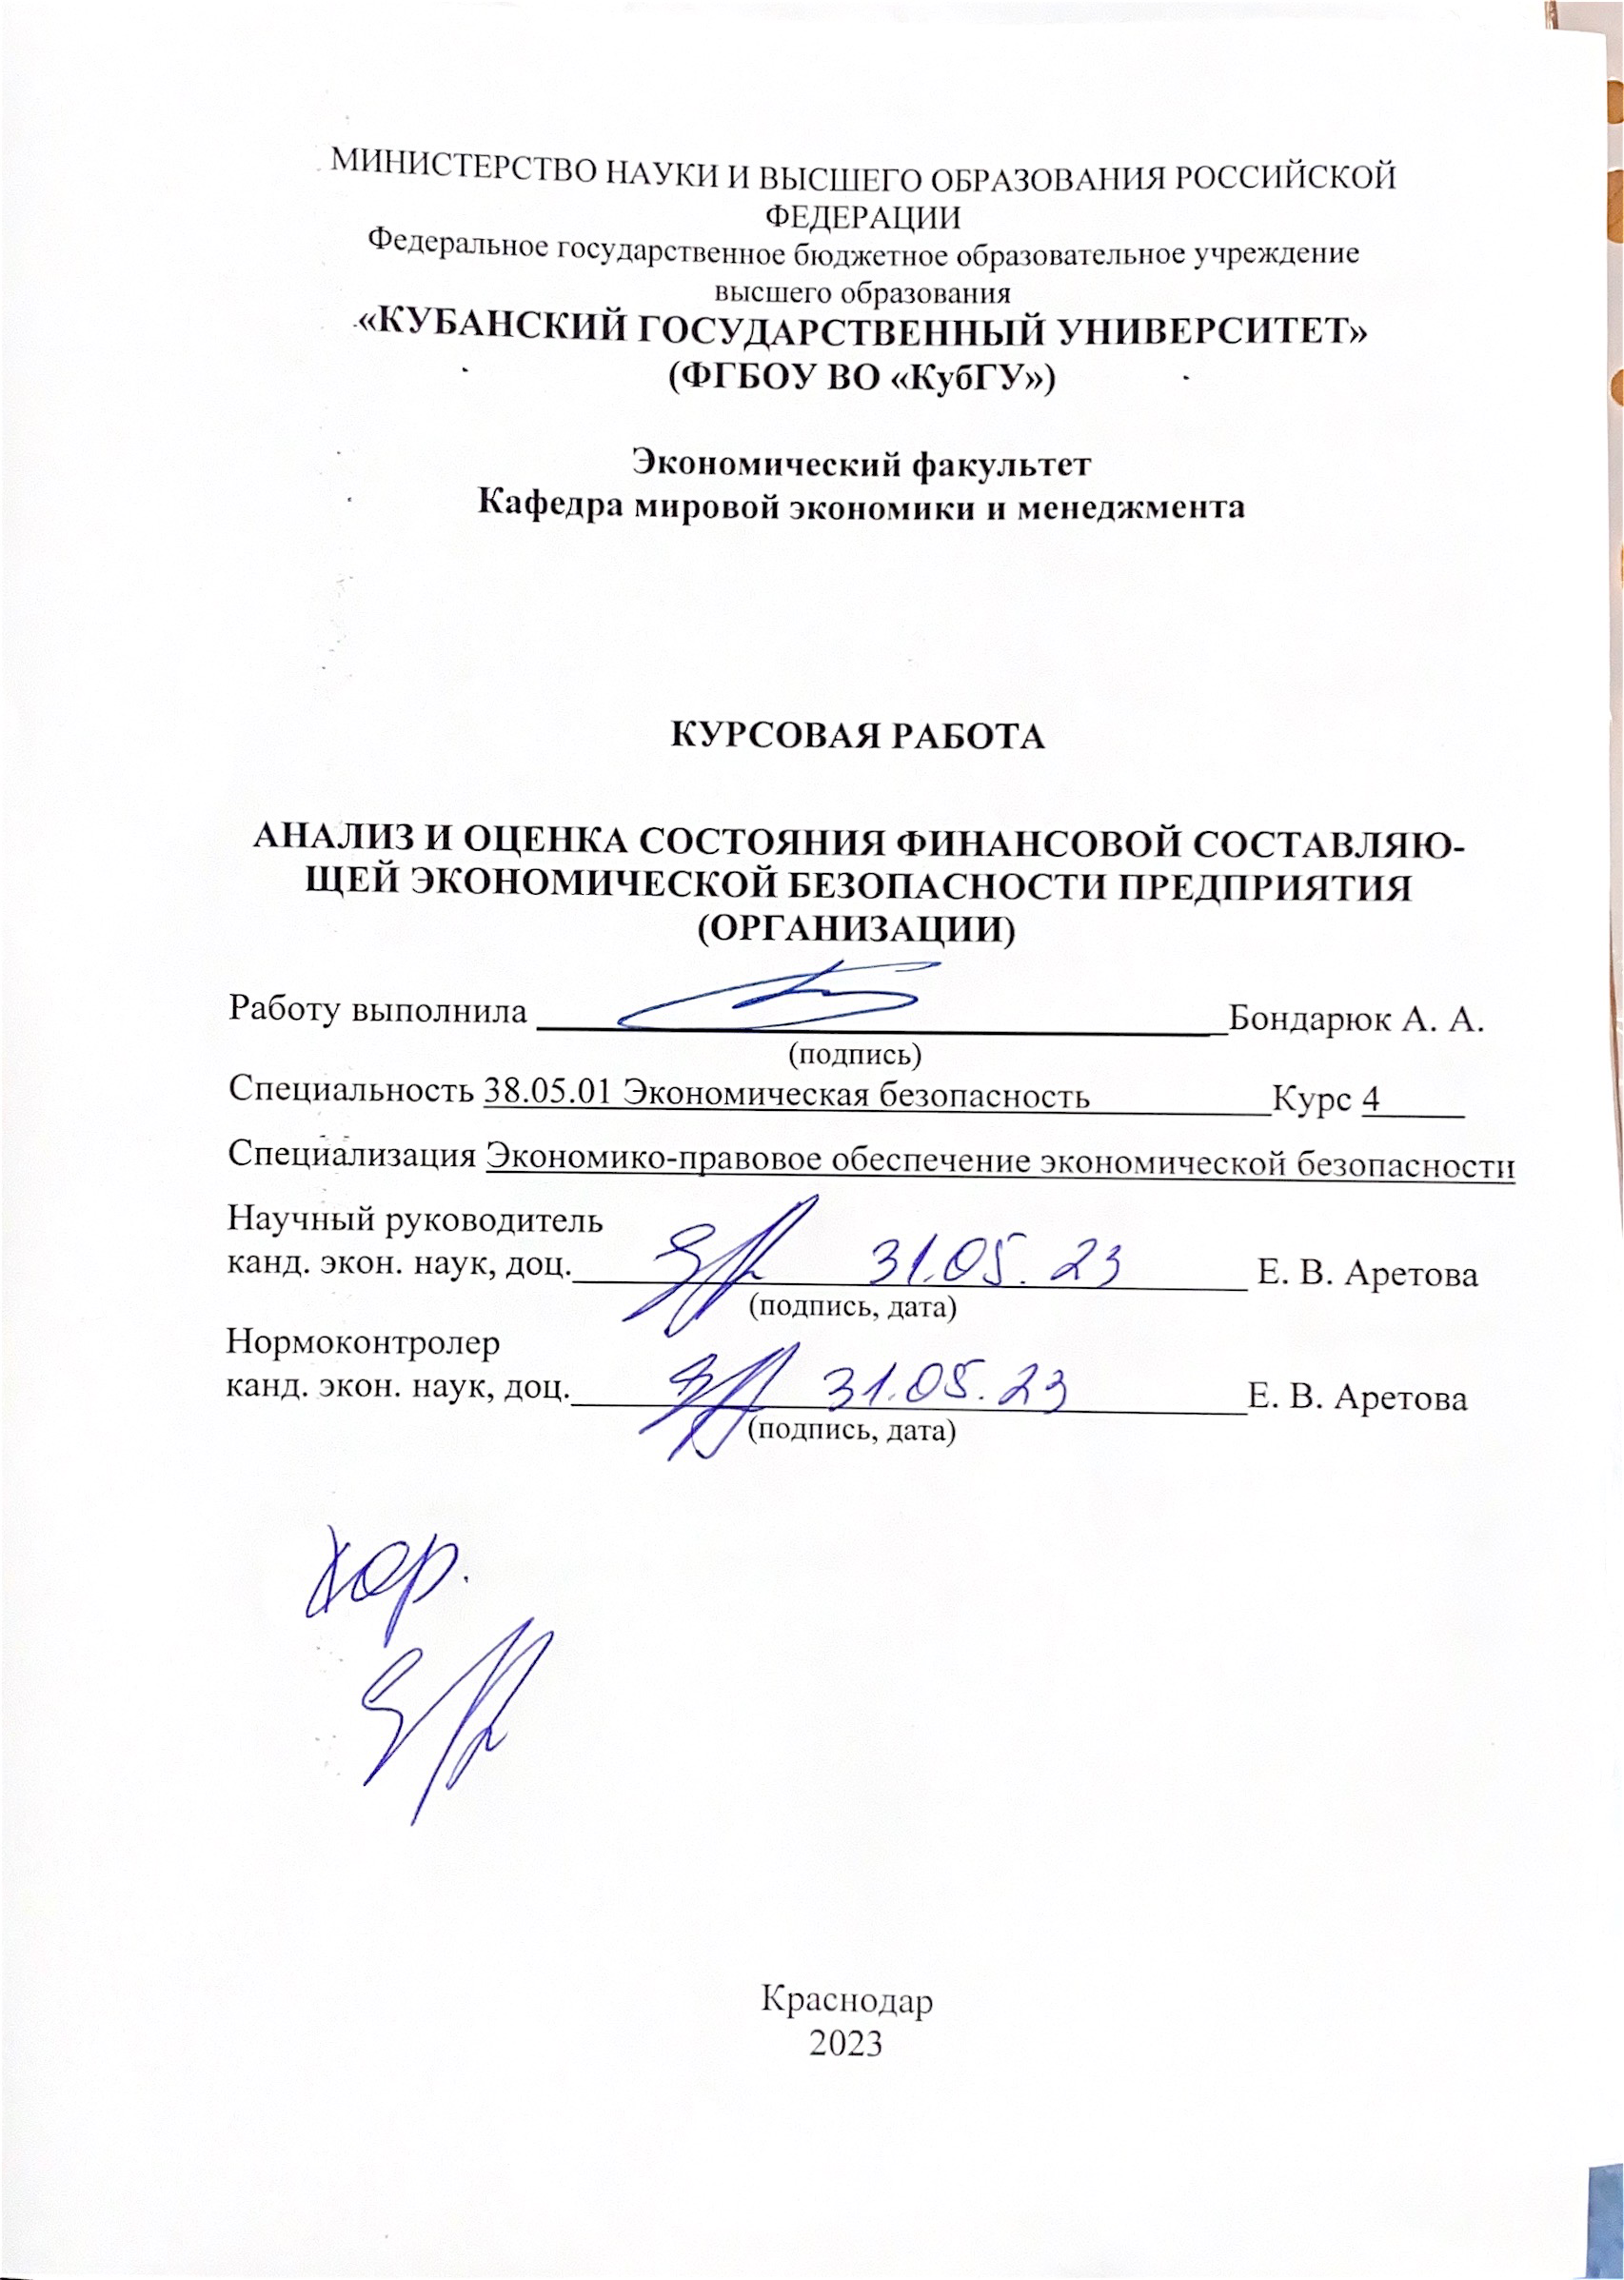 МИНИСТЕРСТВО НАУКИ И ВЫСШЕГО ОБРАЗОВАНИЯ РОССИЙСКОЙ
ФЕДЕРАЦИИ
Федеральное государственное бюджетное образовательное учреждение
высшего образования
«КУБАНСКИЙ ГОСУДАРСТВЕННЫЙ УНИВЕРСИТЕТ»
(ФГБОУ ВО «КубГУ»)
Экономический факультет
Кафедра мировой экономики и менеджмента
КУРСОВАЯ РАБОТА
АНАЛИЗ И ОЦЕНКА СОСТОЯНИЯ ФИНАНСОВОЙ СОСТАВЛЯЮ-
ЩЕЙ ЭКОНОМИЧЕСКОЙ БЕЗОПАСНОСТИ ПРЕДПРИЯТИЯ
(ОРГАНИЗАЦИИ)
Работу выполнила Бондарюк А. А.
(подпись)
Специальность 38.05.01 Экономическая безопасность Курс 4
Специализация Экономико-правовое обеспечение экономической безопасности
Научный руководитель
канд. экон. наук, доц. 31.05.23 Е. В. Аретова
(подпись, дата)
Нормоконтролер
канд. экон. наук, доц. 31.05.23 Е. В. Аретова
(подпись, дата)
хор.
Краснодар
2023